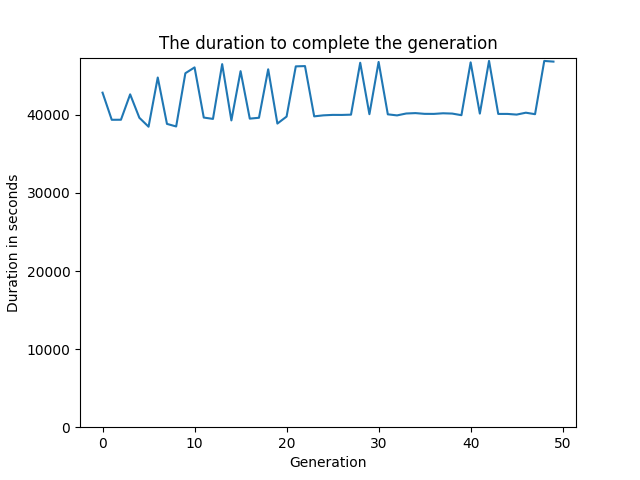 The duration to complete the generation
40000
30000
20000
10000
0
Duration in seconds
0 10 20 30 40 50
Generation